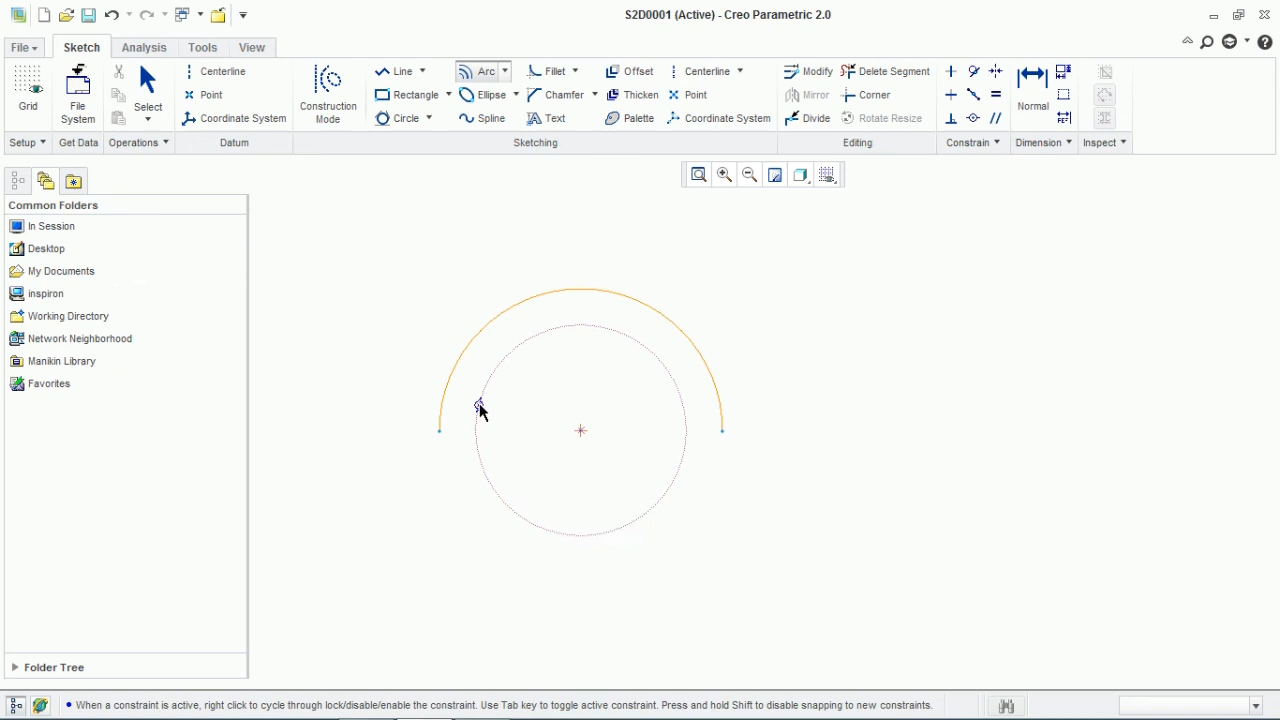 S2D0001 (Active) - Creo Parametric 2.0
File Sketch Analysis Tools View
Grid
File System
Select
Centerline
Point
Coordinate System
Construction Mode
Line
Rectangle
Circle
Arc
Ellipse
Spline
Fillet
Chamfer
Text
Offset
Thicken
Palette
Centerline
Point
Coordinate System
Modify
Mirror
Divide
Delete Segment
Corner
Rotate Resize
Normal
Setup Get Data Operations Datum Sketching Editing Constrain Dimension Inspect
Common Folders
In Session
Desktop
My Documents
inspiron
Working Directory
Network Neighborhood
Manikin Library
Favorites
Folder Tree
When a constraint is active, right click to cycle through lock/disable/enable the constraint. Use Tab key to toggle active constraint. Press and hold Shift to disable snapping to new constraints.